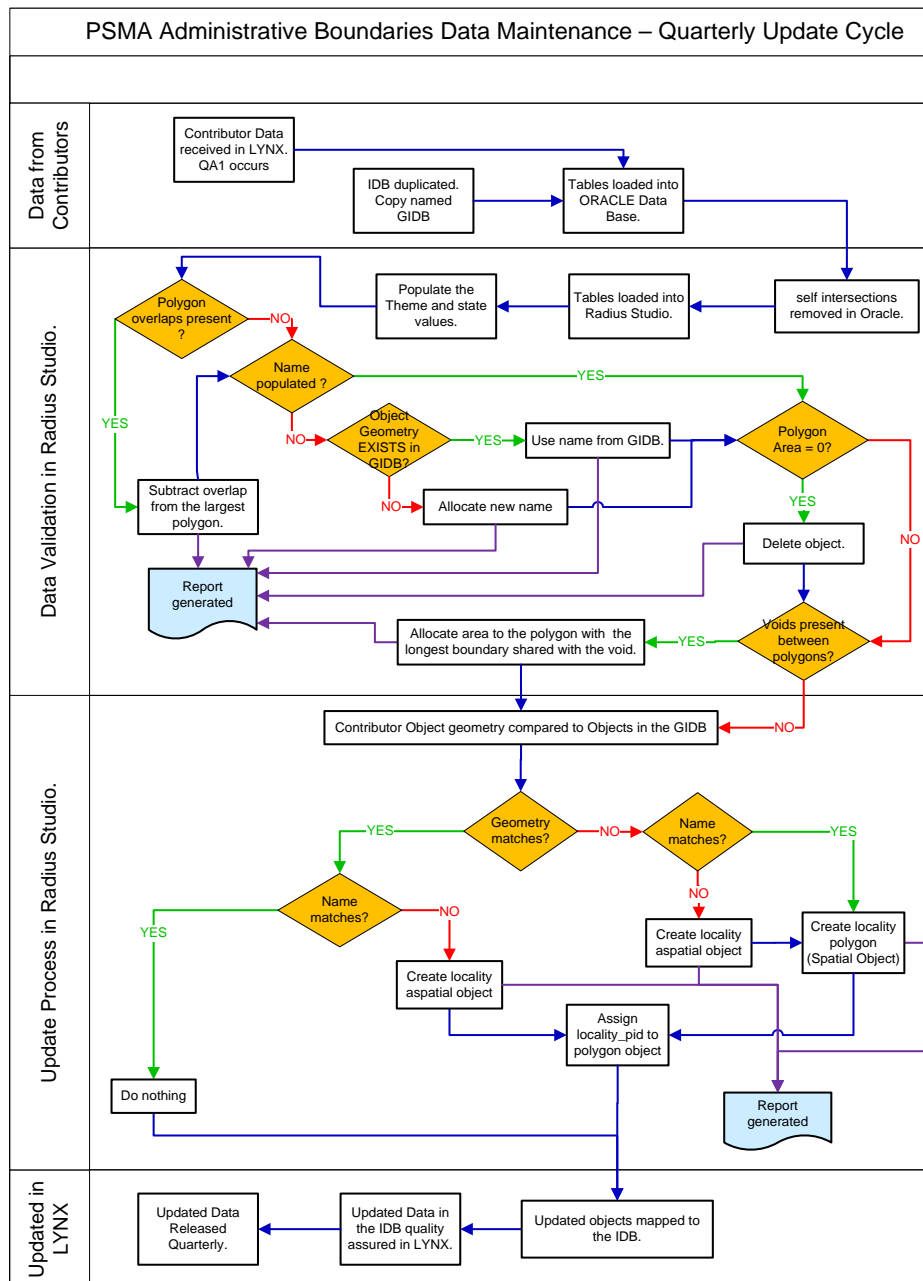 PSMA Administrative Boundaries Data Maintenance – Quarterly Update Cycle
Data from
Contributors
Contributor Data
received in LYNX.
QA1 occurs
IDB duplicated.
Copy named
GIDB
Tables loaded into
ORACLE Data
Base.
Data Validation in Radius Studio.
Polygon
overlaps present
?
Populate the
Theme and state
values.
Tables loaded into
Radius Studio.
self intersections
removed in Oracle.
NO
Name
populated ?
YES
YES
NO
Object
Geometry
EXISTS in
GIDB?
YES
Use name from GIDB.
Polygon
Area = 0?
NO
Allocate new name
Subtract overlap
from the largest
polygon.
YES
NO
Delete object.
Report
generated
Allocate area to the polygon with the
longest boundary shared with the void.
YES
Voids present
between
polygons?
NO
Update Process in Radius Studio.
Contributor Object geometry compared to Objects in the GIDB
Geometry
matches?
YES
NO
Name
matches?
YES
Name
matches?
NO
NO
YES
Create locality
aspatial object
Create locality
polygon
(Spatial Object)
Create locality
aspatial object
Assign
locality_pid to
polygon object
Do nothing
Report
generated
Updated in
LYNX
Updated Data
Released
Quarterly.
Updated Data in
the IDB quality
assured in LYNX.
Updated objects mapped to
the IDB.